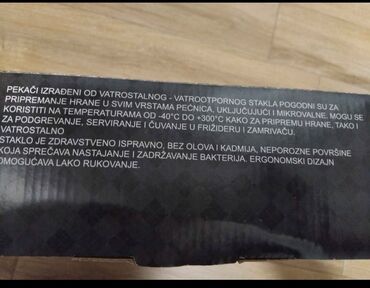 PEKAČI IZRAĐENI OD VATROSTALNOG - VATROOTPORNOG STAKLA POGODNI SU ZA
PRIPREMANJE HRANE U SVIM VRSTAMA PEĆNICA, UKLJUČUJUĆI I MIKROVALNE. MOGU SE
KORISTITI NA TEMPERATURAMA OD -40°C DO +300°C KAKO ZA PRIPREMU HRANE, TAKO I
ZA PODGREVANJE, SERVIRANJE I ČUVANJE U FRIŽIDERU I ZAMRIVAČU.
VATROSTALNO
STAKLO JE ZDRAVSTVENO ISPRAVNO, BEZ OLOVA I KADMIJA, NEPOROZNE POVRŠINE
KOJA SPREČAVA NASTAJANJE I ZADRŽAVANJE BAKTERIJA. ERGONOMSKI DIZAJN
OMOGUĆAVA LAKO RUKOVANJE.